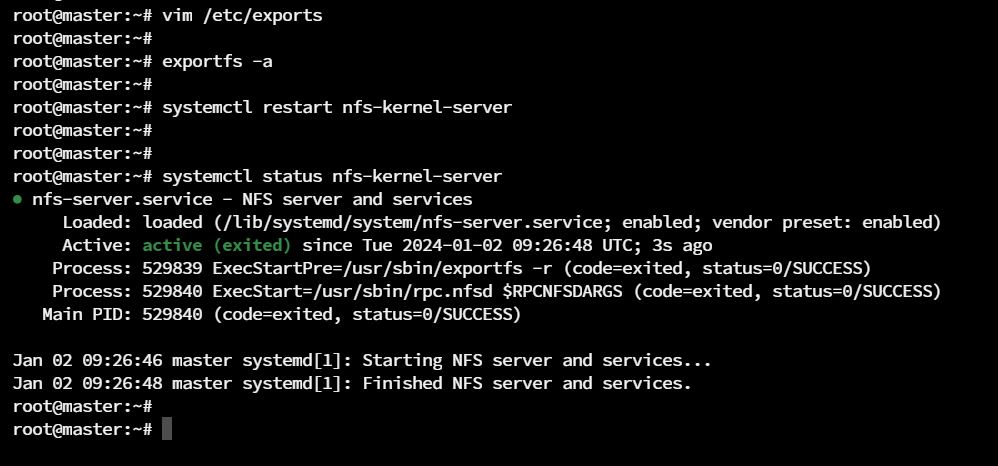 root@master:~# vim /etc/exports
root@master:~#
root@master:~# exportfs -a
root@master:~#
root@master:~# systemctl restart nfs-kernel-server
root@master:~#
root@master:~#
root@master:~# systemctl status nfs-kernel-server
● nfs-server.service - NFS server and services
     Loaded: loaded (/lib/systemd/system/nfs-server.service; enabled; vendor preset: enabled)
     Active: active (exited) since Tue 2024-01-02 09:26:48 UTC; 3s ago
    Process: 529839 ExecStartPre=/usr/sbin/exportfs -r (code=exited, status=0/SUCCESS)
    Process: 529840 ExecStart=/usr/sbin/rpc.nfsd $RPCNFSDARGS (code=exited, status=0/SUCCESS)
   Main PID: 529840 (code=exited, status=0/SUCCESS)

Jan 02 09:26:46 master systemd[1]: Starting NFS server and services...
Jan 02 09:26:48 master systemd[1]: Finished NFS server and services.
root@master:~#
root@master:~#